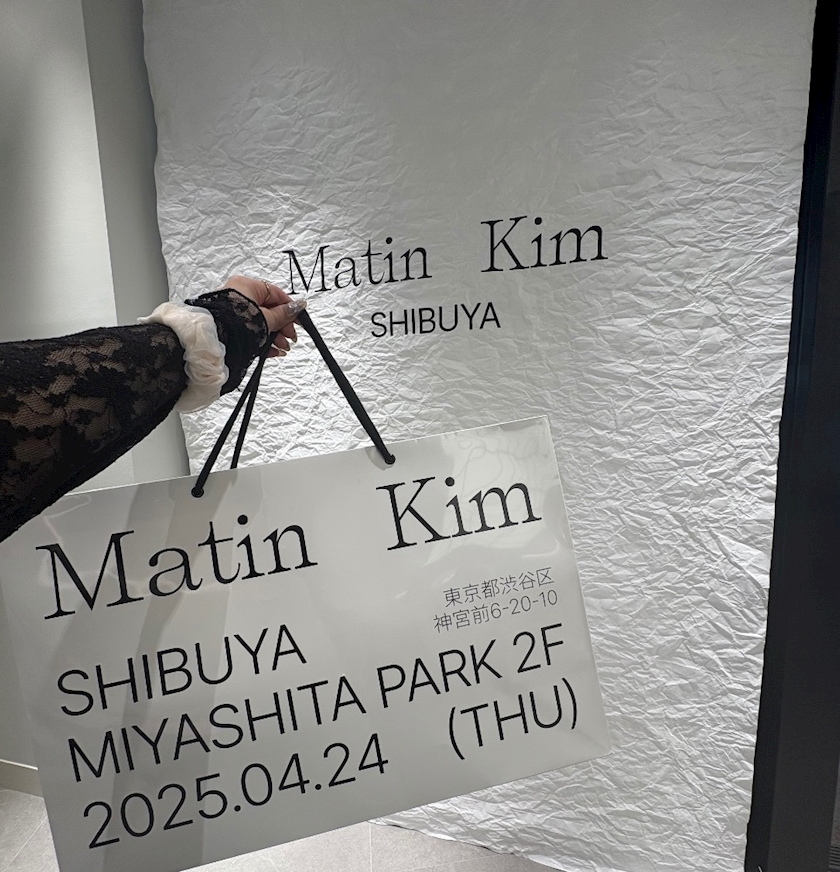 Matin Kim
SHIBUYA
Matin Kim
東京都渋谷区
神宮前6-20-10
SHIBUYA
MIYASHITA PARK 2F
2025.04.24 (THU)